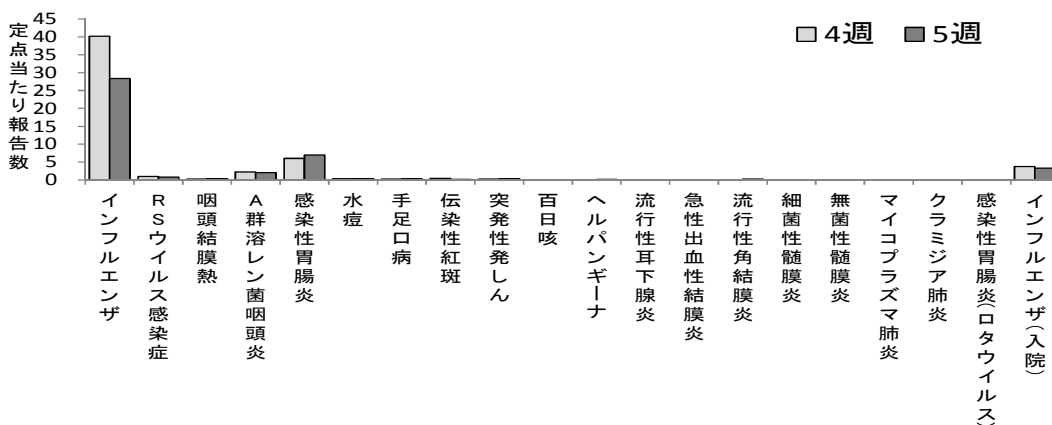 定点当たり報告数
45
40
35
30
25
20
15
10
5
0
4週 5週
インフルエンザ
RSウイルス感染症
咽頭結膜熱
A群溶レン菌咽頭炎
感染性胃腸炎
水痘
手足口病
伝染性紅斑
突発性発しん
百日咳
ヘルパンギーナ
流行性耳下腺炎
急性出血性結膜炎
流行性角結膜炎
細菌性髄膜炎
無菌性髄膜炎
マイコプラズマ肺炎
クラミジア肺炎
感染性胃腸炎(ロタウイルス)
インフルエンザ(入院)